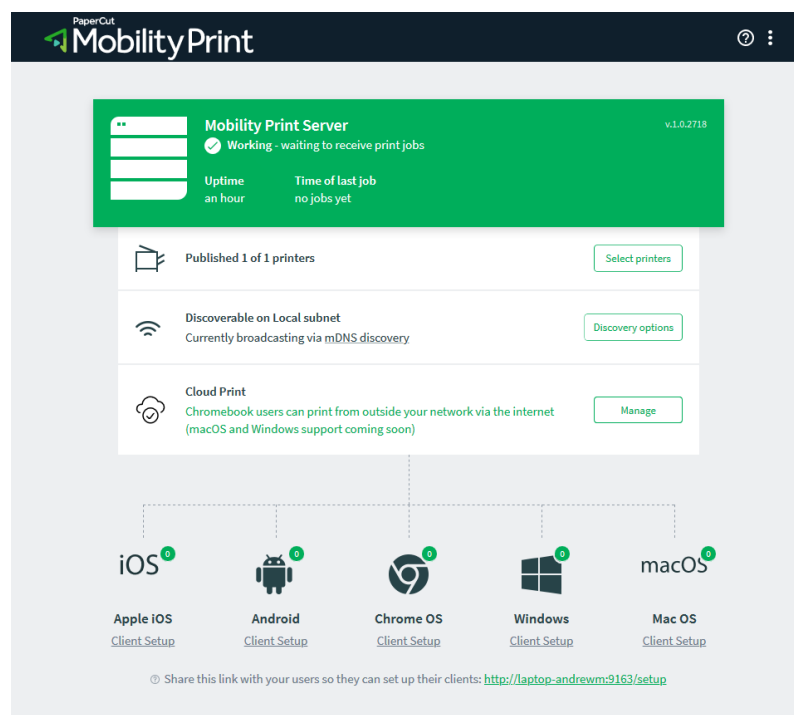 PaperCut
Mobility Print
Mobility Print Server
v.1.0.2718
Working - waiting to receive print jobs
Uptime Time of last job
an hour no jobs yet
Published 1 of 1 printers
Select printers
Discoverable on Local subnet
Currently broadcasting via mDNS discovery
Discovery options
Cloud Print
Chromebook users can print from outside your network via the internet
(macOS and Windows support coming soon)
Manage
iOS 0 0 0 0 macOS 0
Apple iOS Android Chrome OS Windows Mac OS
Client Setup Client Setup Client Setup Client Setup Client Setup
? Share this link with your users so they can set up their clients: http://laptop-andrewm:9163/setup